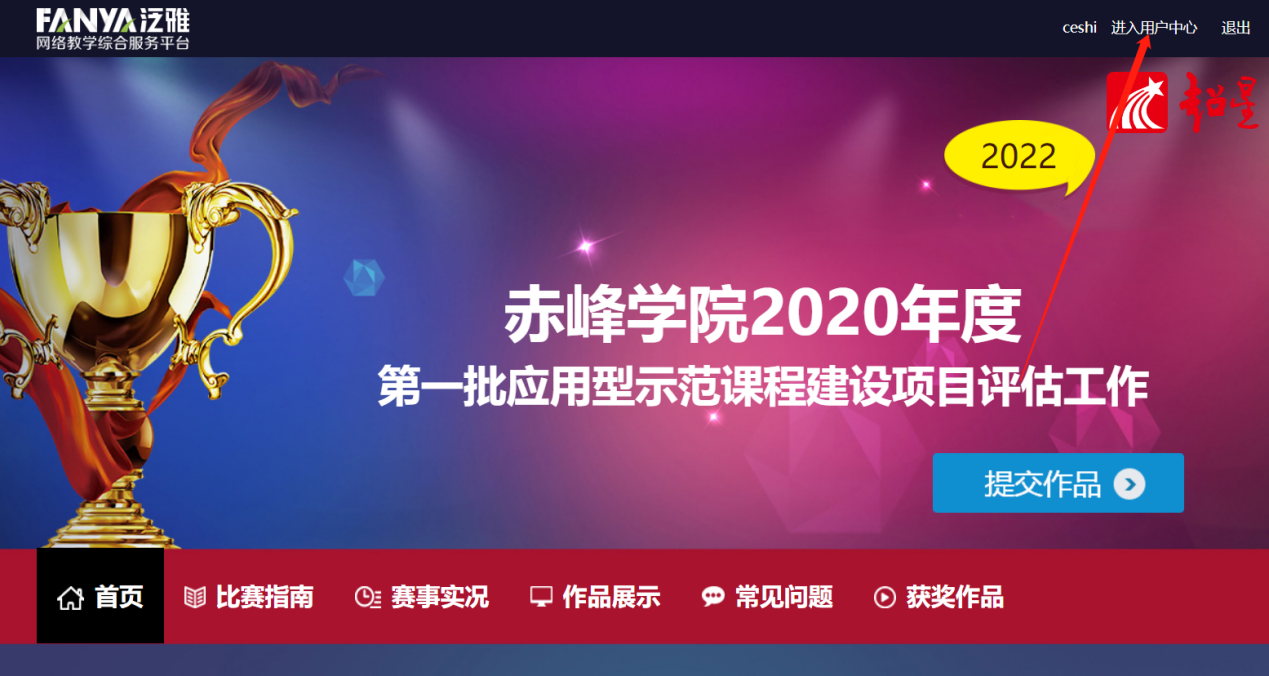 FANYA泛雅
网络教学综合服务平台
ceshi 进入用户中心 退出
超星
2022
赤峰学院2020年度
第一批应用型示范课程建设项目评估工作
提交作品
首页 比赛指南 赛事实况 作品展示 常见问题 获奖作品